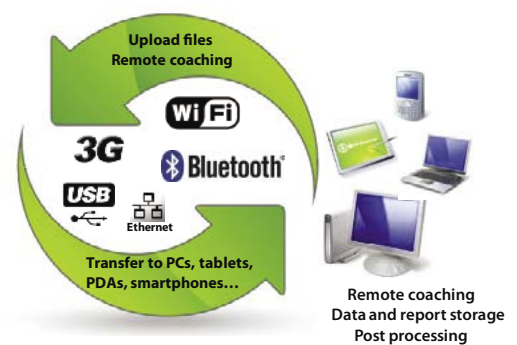 Upload files
Remote coaching
WiFi
3G
Bluetooth
USB
Ethernet
Transfer to PCs, tablets,
PDAs, smartphones…
Remote coaching
Data and report storage
Post processing